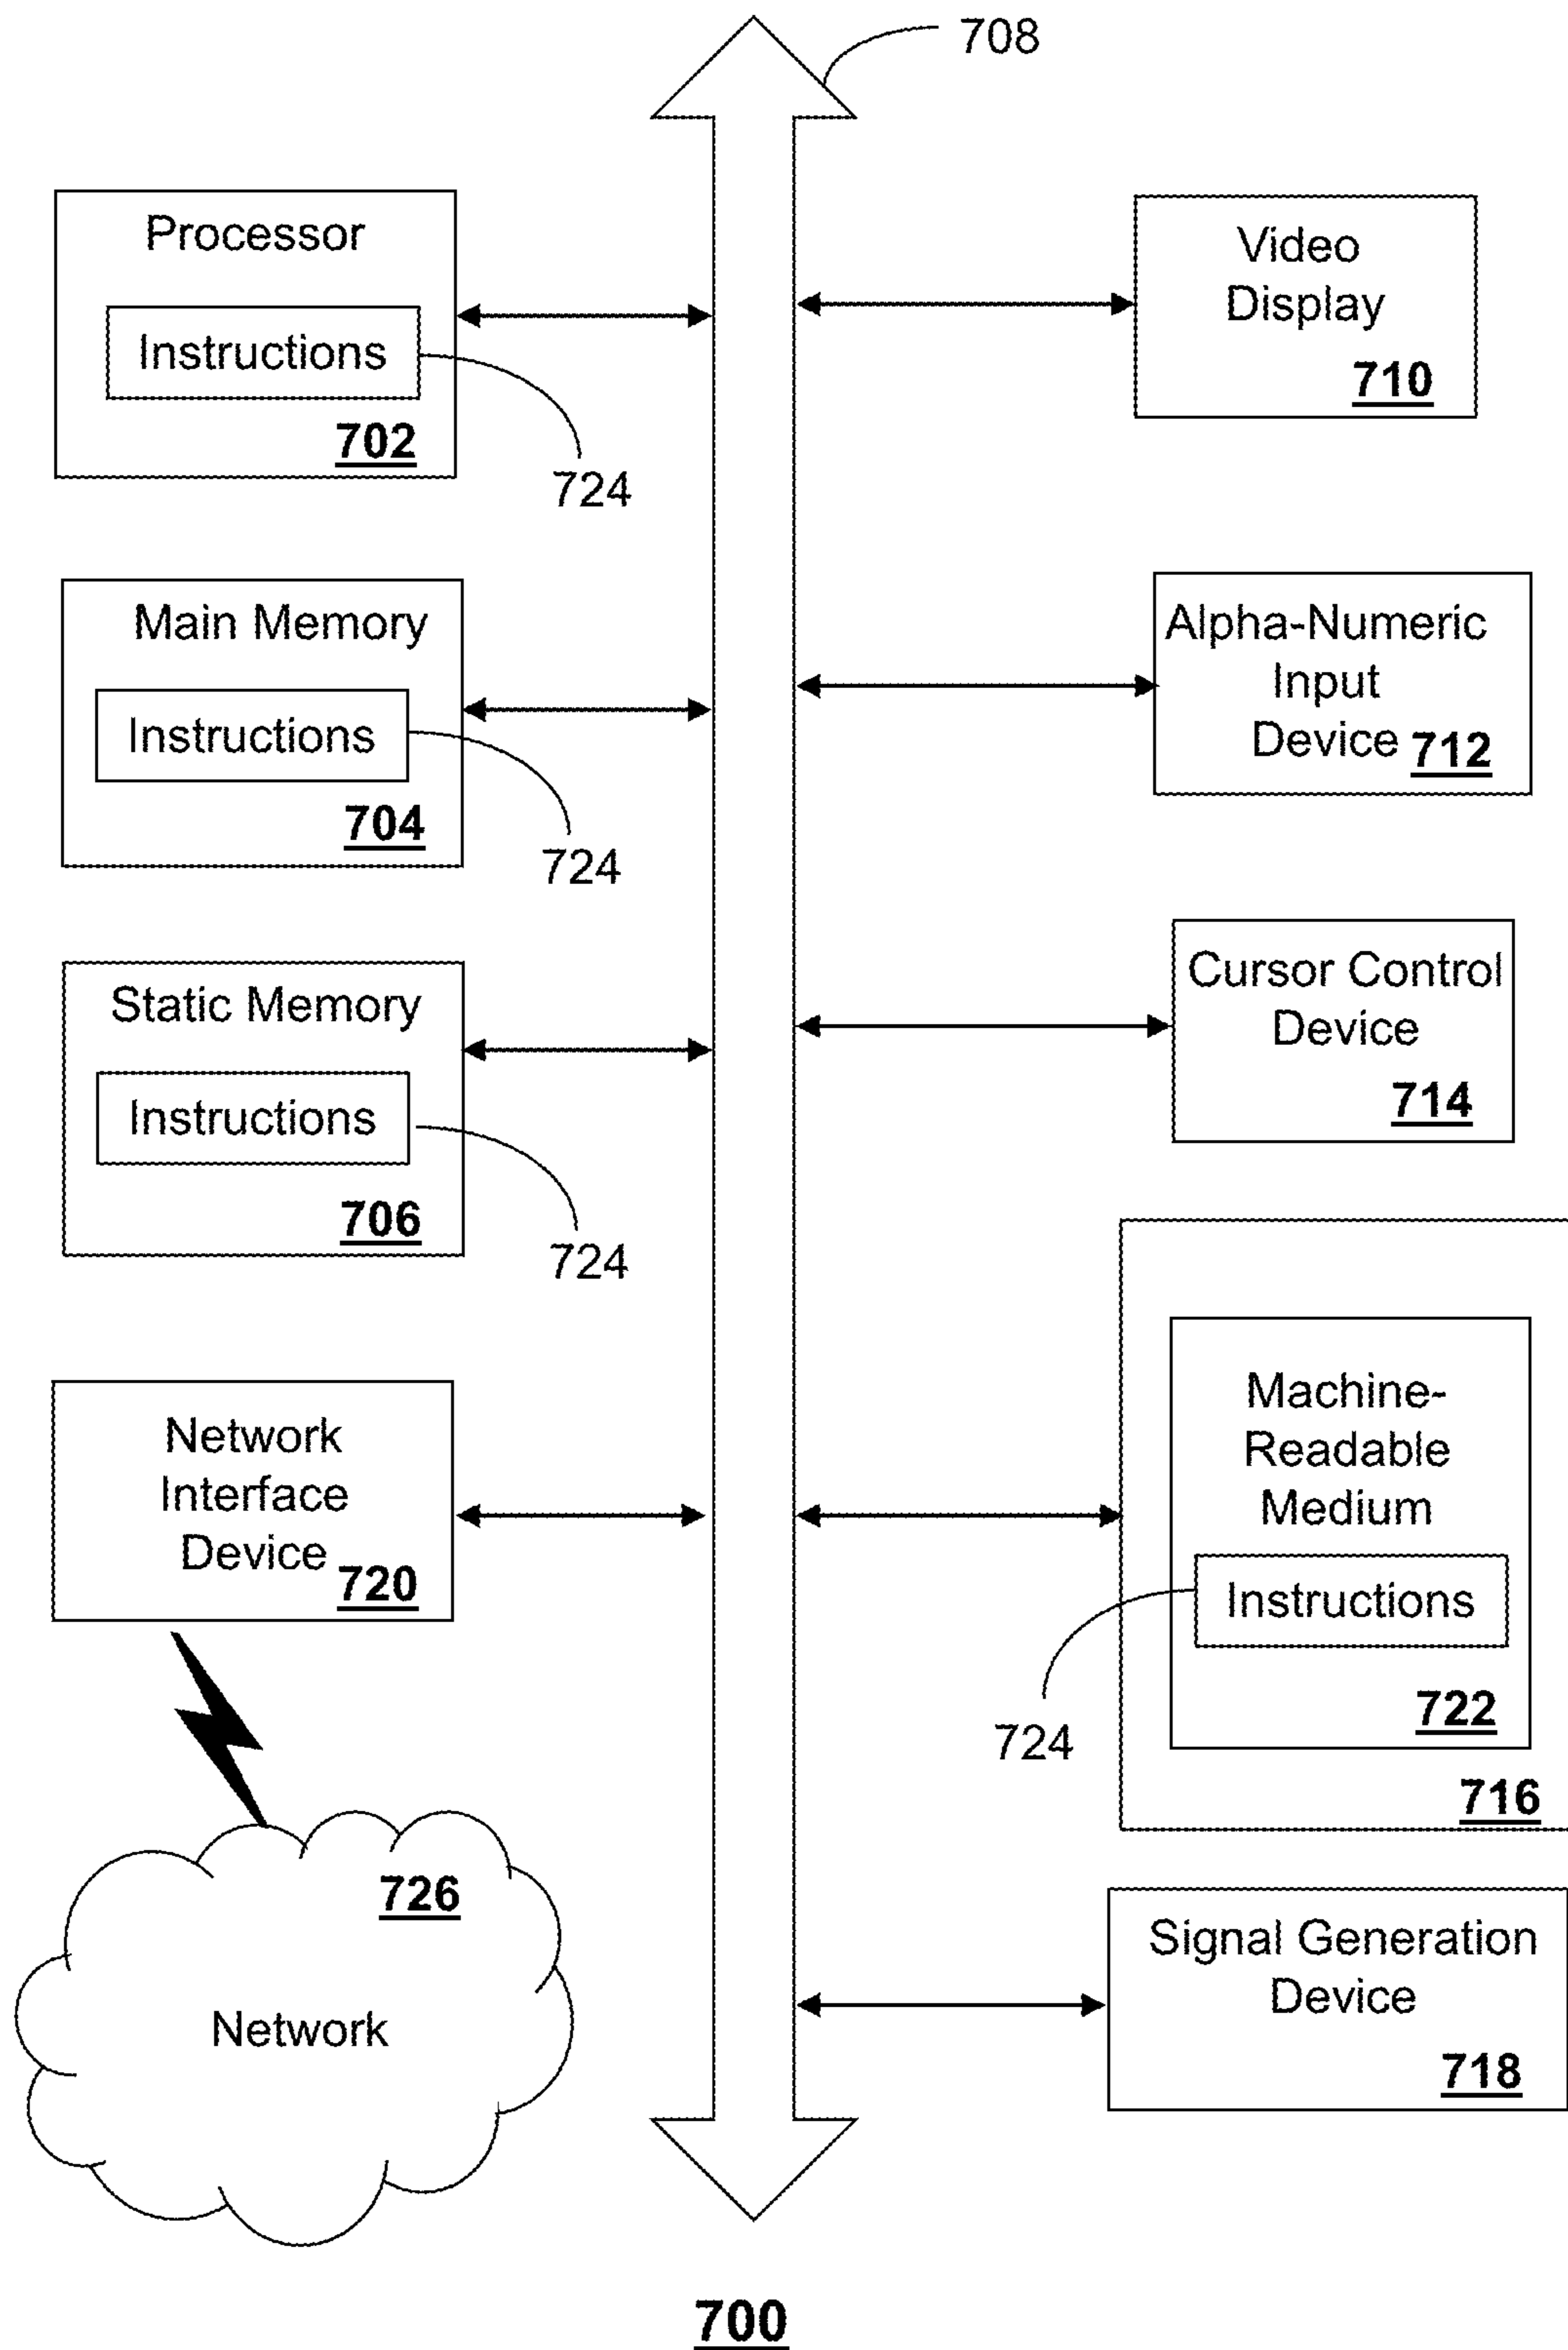 708
Processor
Instructions
702
724
Main Memory
Instructions
704
724
Static Memory
Instructions
706
724
Network
Interface
Device
720
726
Network
Video
Display
710
Alpha-Numeric
Input
Device 712
Cursor Control
Device
714
Machine-
Readable
Medium
Instructions
722
724
716
Signal Generation
Device
718
700